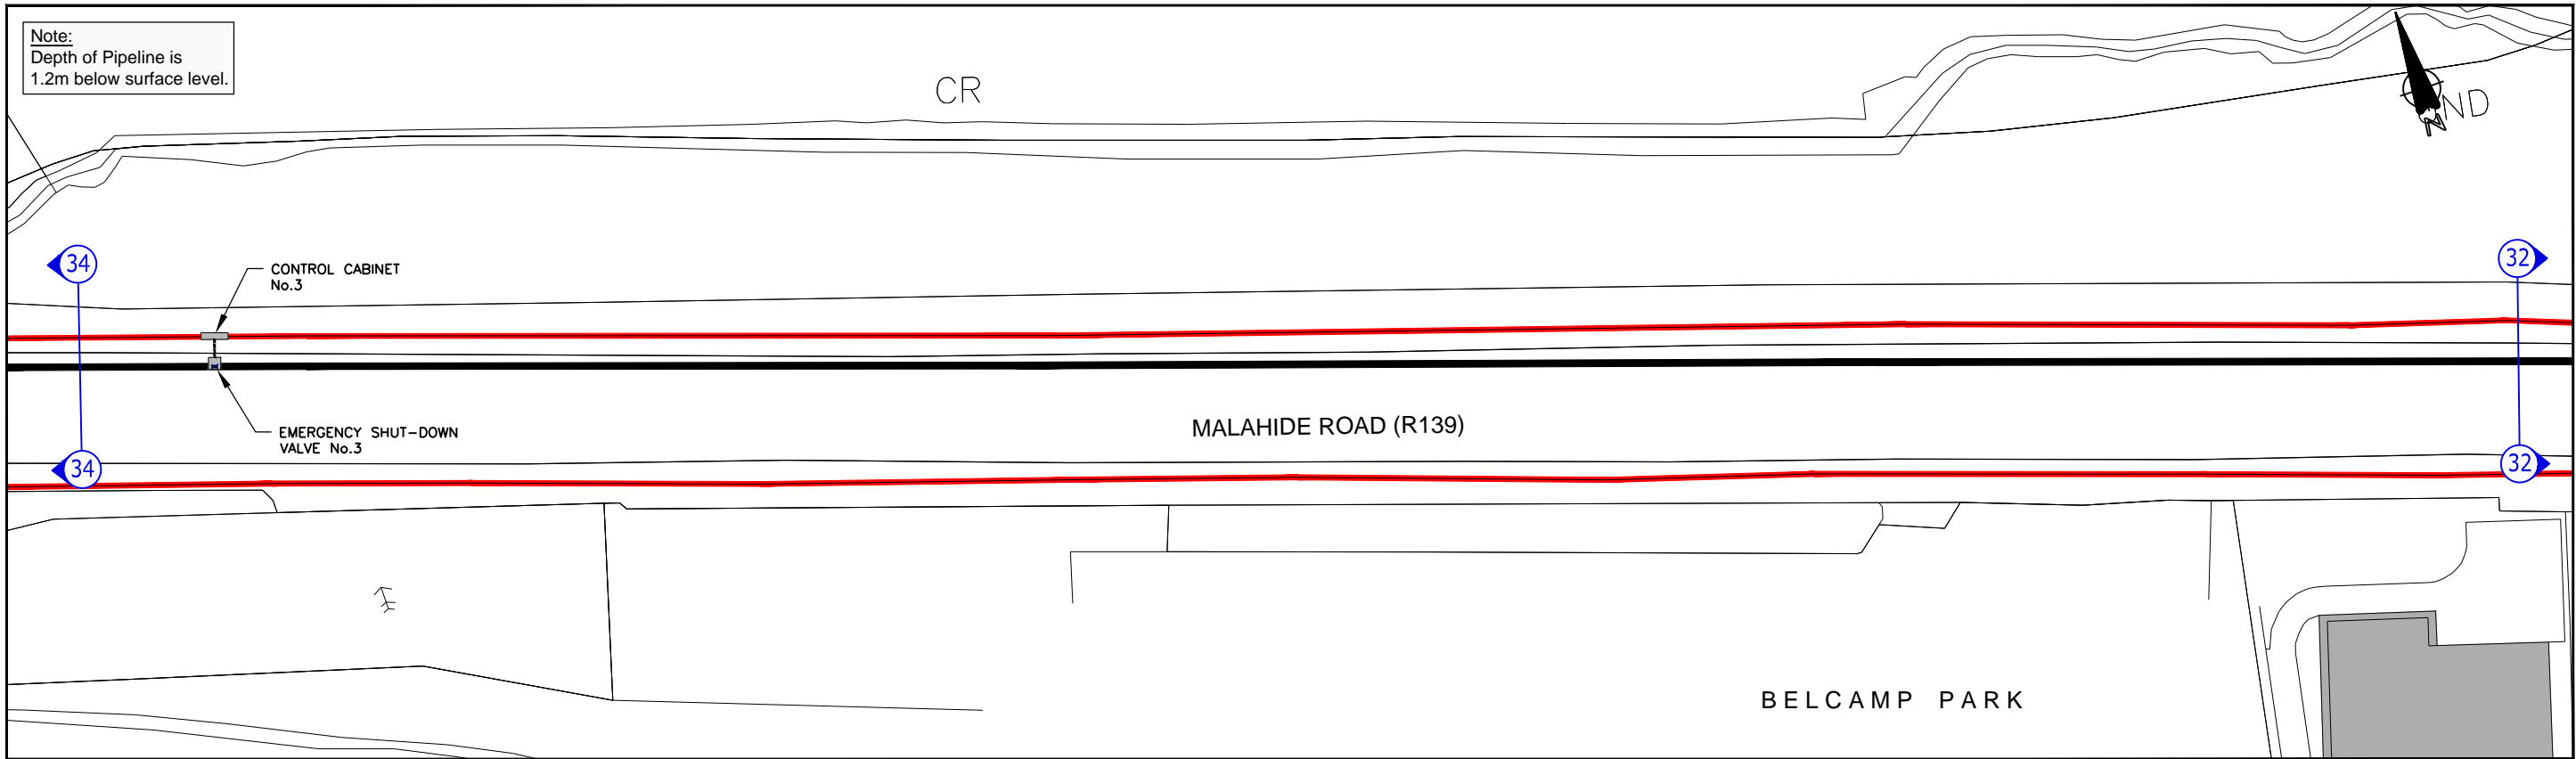 Note:
Depth of Pipeline is
1.2m below surface level.
CR
ND
N
34
32
CONTROL CABINET
No.3
EMERGENCY SHUT-DOWN
VALVE No.3
MALAHIDE ROAD (R139)
34
32
BELCAMP PARK